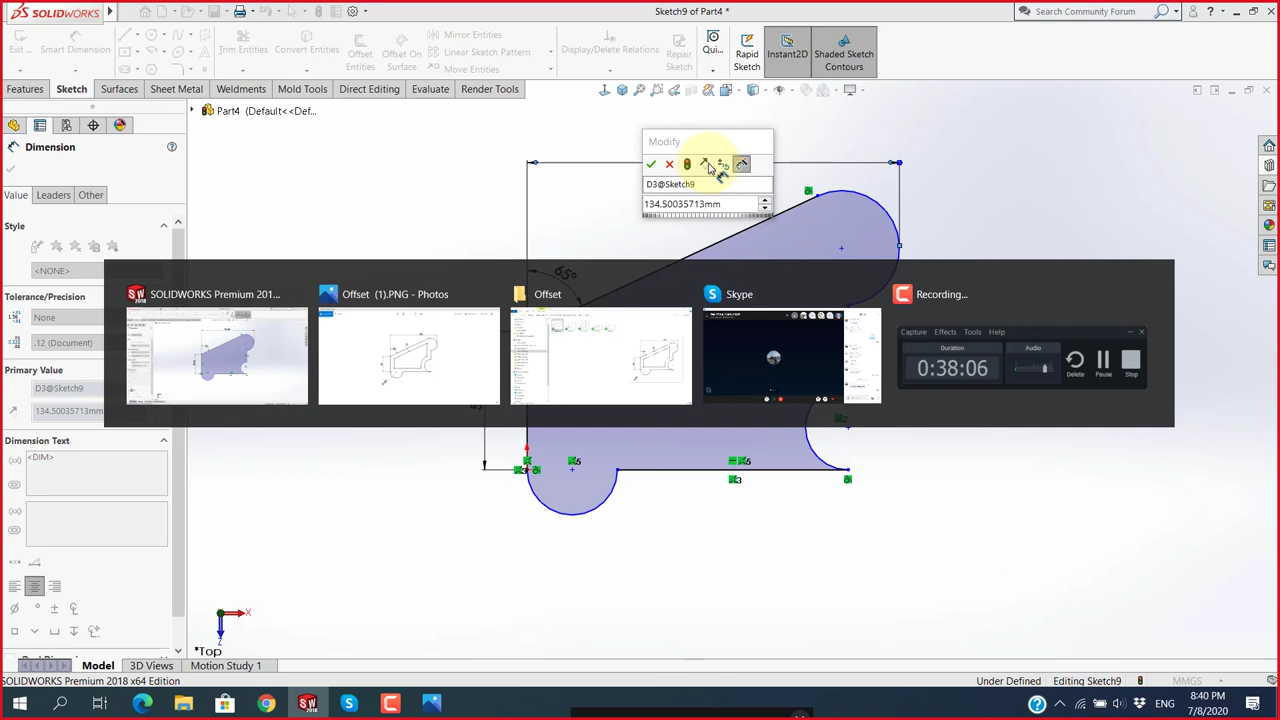 SOLIDWORKS
Sketch9 of Part4 *
Search Community Forum
Exit ...
Smart Dimension
Trim Entities
Convert Entities
Offset Entities
Offset On Surface
Mirror Entities
Linear Sketch Pattern
Move Entities
Display/Delete Relations
Repair Sketch
Qui...
Rapid Sketch
Instant2D
Shaded Sketch Contours
Features
Sketch
Surfaces
Sheet Metal
Weldments
Mold Tools
Direct Editing
Evaluate
Render Tools
Part4 (Default<<Def...
Dimension
Modify
D3@Sketch9
134.50035713mm
Value
Leaders
Other
Style
<NONE>
65°
Tolerance/Precision
None
.12 (Document)
Primary Value
D3@Sketch9
134.50035713mm
Dimension Text
<DIM>
SOLIDWORKS Premium 201...
Offset (1).PNG - Photos
Offset
Skype
Recording...
Capture Effects Tools Help
Duration
0:38:06
Audio
Delete
Pause
Stop
*Top
X
Z
Model
3D Views
Motion Study 1
SOLIDWORKS Premium 2018 x64 Edition
Under Defined
Editing Sketch9
MMGS
ENG
8:40 PM
7/8/2020